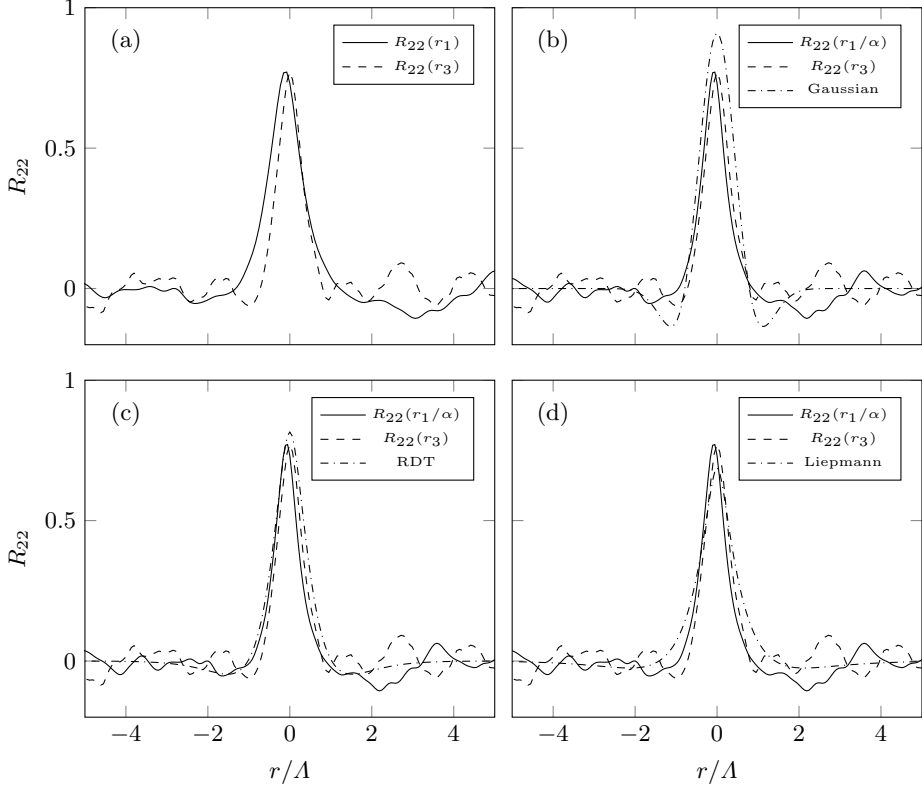 1
(a)
R₂₂(r₁)
R₂₂(r₃)
0.5
0
R₂₂
(b)
R₂₂(r₁/α)
R₂₂(r₃)
Gaussian
1
(c)
R₂₂(r₁/α)
R₂₂(r₃)
RDT
0.5
0
R₂₂
−4 −2 0 2 4
r/Λ
(d)
R₂₂(r₁/α)
R₂₂(r₃)
Liepmann
−4 −2 0 2 4
r/Λ